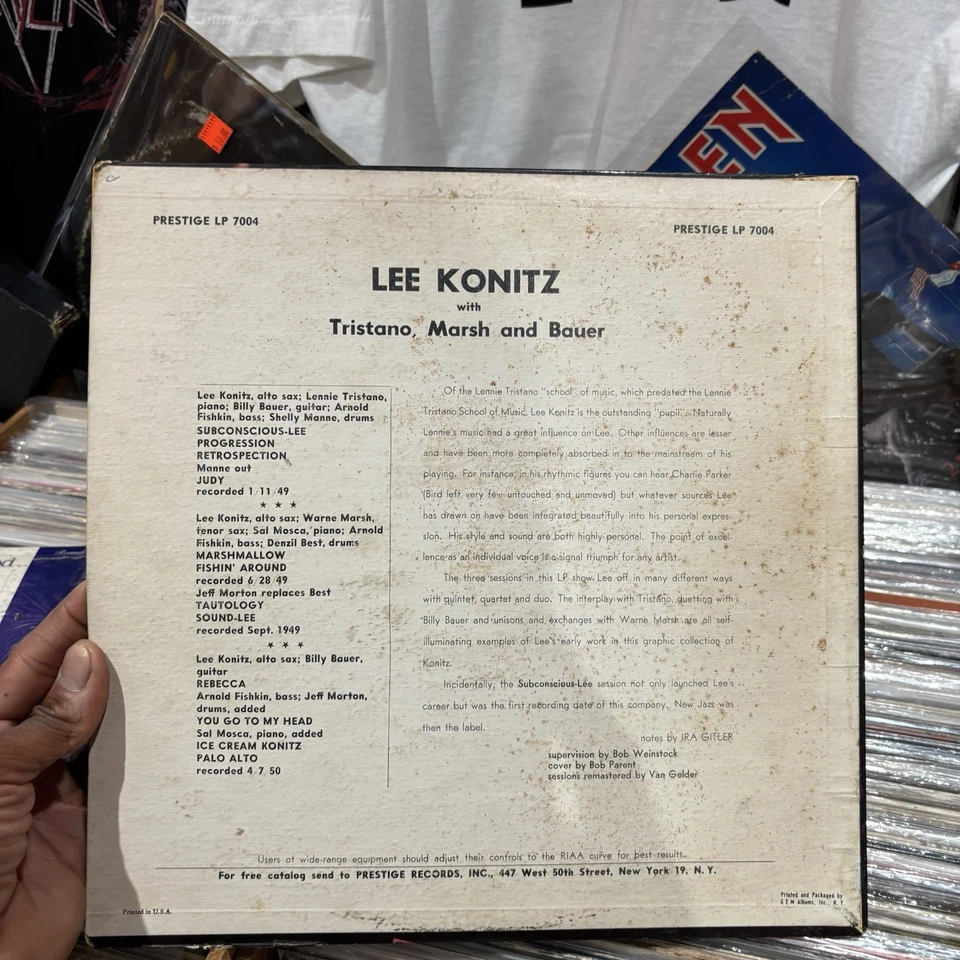 EN
PRESTIGE LP 7004
PRESTIGE LP 7004
LEE KONITZ
with
Tristano, Marsh and Bauer
Lee Konitz, alto sax; Lennie Tristano,
piano; Billy Bauer, guitar; Arnold
Fishkin, bass; Shelly Manne, drums
SUBCONSCIOUS-LEE
PROGRESSION
RETROSPECTION
Manne out
JUDY
recorded 1/11/49
★ ★ ★
Lee Konitz, alto sax; Warne Marsh,
tenor sax; Sal Mosca, piano; Arnold
Fishkin, bass; Denzil Best, drums
MARSHMALLOW
FISHIN' AROUND
recorded 6/28/49
Jeff Morton replaces Best
TAUTOLOGY
SOUND-LEE
recorded Sept. 1949
★ ★ ★
Lee Konitz, alto sax; Billy Bauer,
guitar
REBECCA
Arnold Fishkin, bass; Jeff Morton,
drums, added
YOU GO TO MY HEAD
Sal Mosca, piano, added
ICE CREAM KONITZ
PALO ALTO
recorded 4/7/50
Of the Lennie Tristano "school" of music, which predated the Lennie
Tristano School of Music, Lee Konitz is the outstanding "pupil". Naturally
Lennie's music had a great influence on Lee. Other influences are lesser
and have been more completely absorbed in to the mainstream of his
playing. For instance, in his rhythmic figures you can hear Charlie Parker
(Bird left very few untouched and unmoved) but whatever sources Lee
has drawn on have been integrated beautifully into his personal expres-
sion. His style and sound are both highly personal. The point of excel-
lence as an individual voice is a signal triumph for any artist.
The three sessions in this LP show Lee off in many different ways
with quintet, quartet and duo. The interplay with Tristano, duetting with
Billy Bauer and unisons and exchanges with Warne Marsh are all self-
illuminating examples of Lee's early work in this graphic collection of
Konitz.
Incidentally, the Subconscious-Lee session not only launched Lee's
career but was the first recording date of this company. New Jazz was
then the label.
notes by IRA GITLER
supervision by Bob Weinstock
cover by Bob Parent
sessions remastered by Van Gelder
Users of wide-range equipment should adjust their controls to the RIAA curve for best results.
For free catalog send to PRESTIGE RECORDS, INC., 447 West 50th Street, New York 19, N. Y.
Printed in U.S.A.
Printed and Packaged by
G E M Albums, Inc., N. Y.